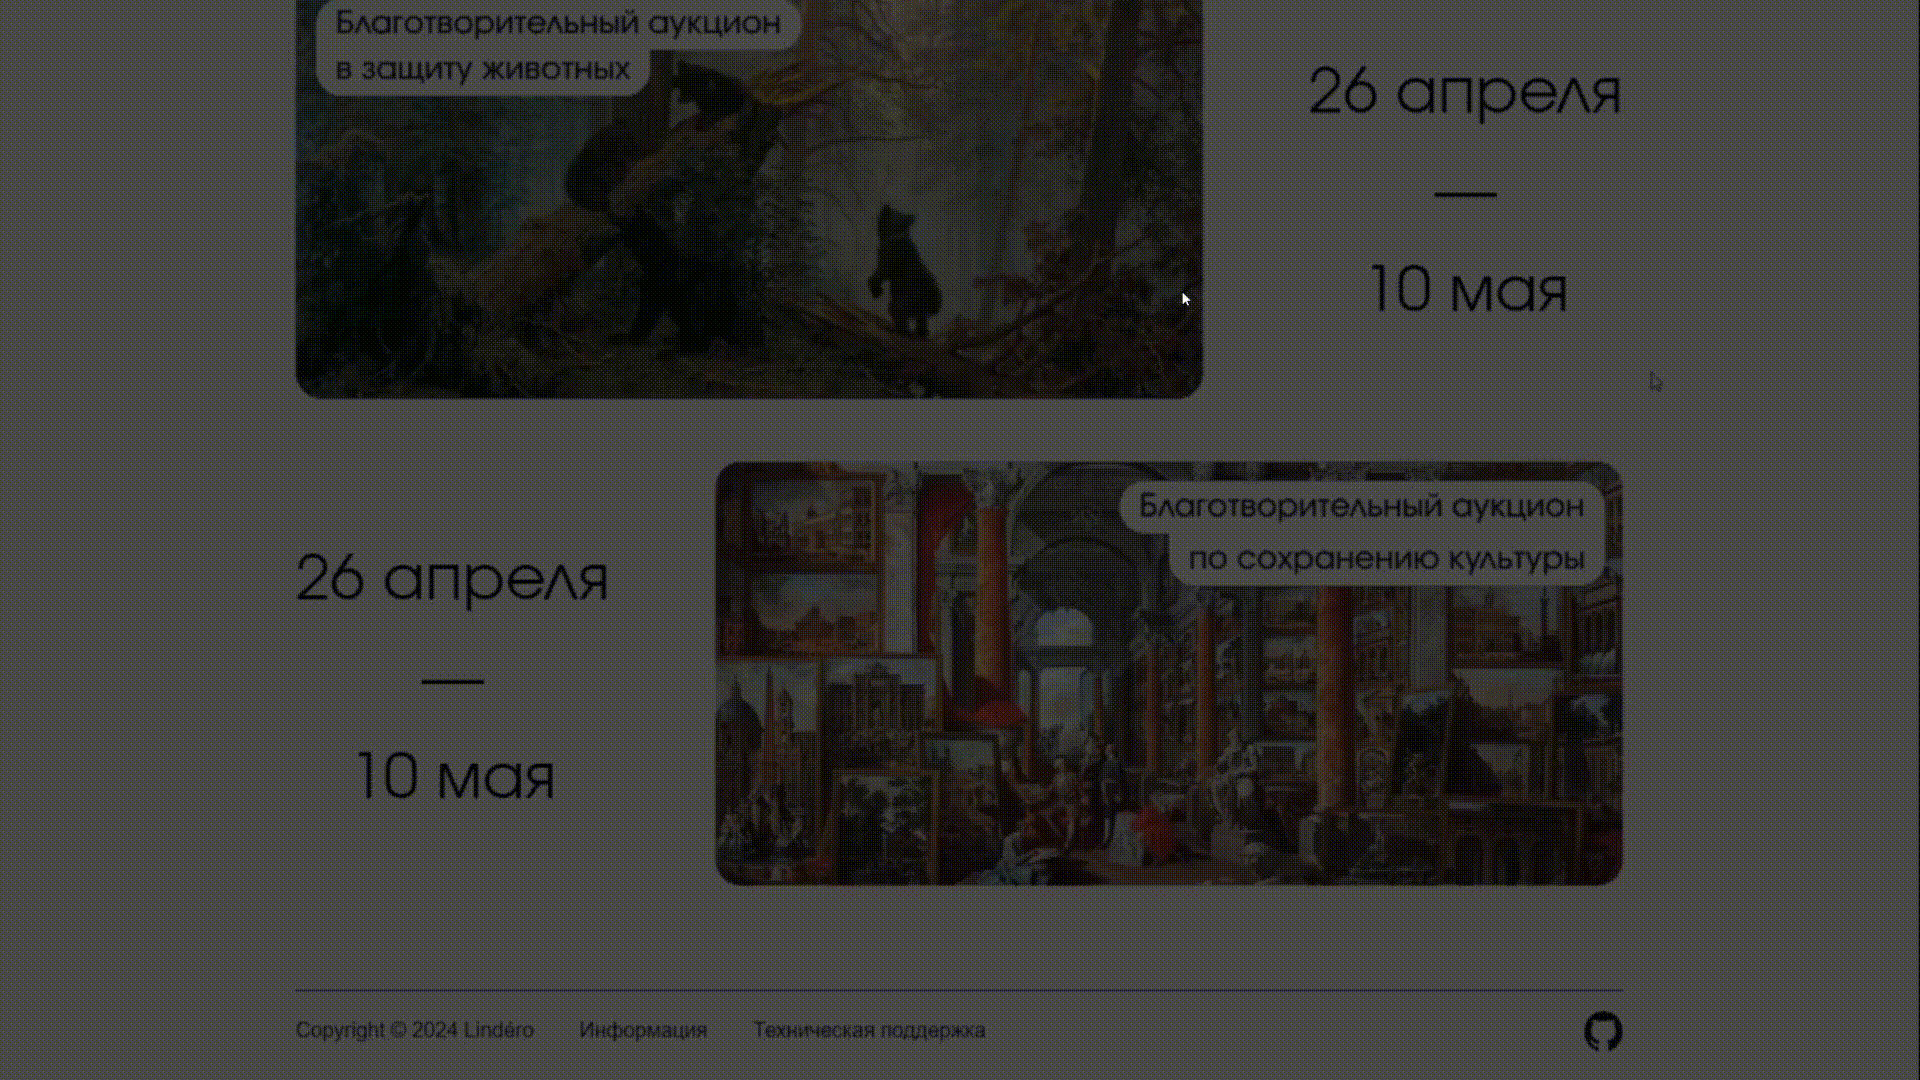 Благотворительный аукцион
в защиту животных
26 апреля
—
10 мая
Благотворительный аукцион
по сохранению культуры
26 апреля
—
10 мая
Copyright © 2024 Lindéro Информация Техническая поддержка